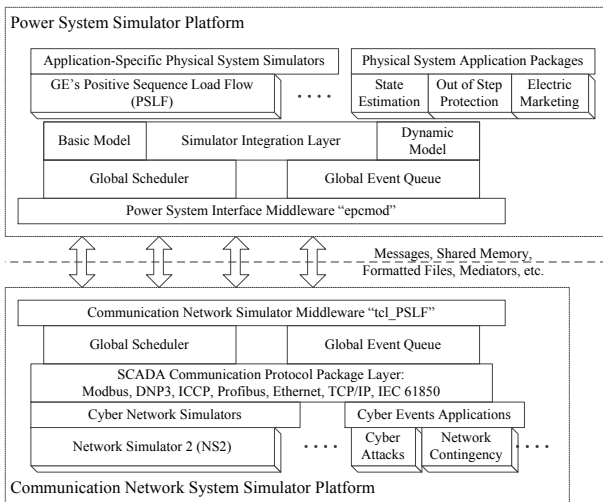 Power System Simulator Platform
Application-Specific Physical System Simulators
Physical System Application Packages
GE's Positive Sequence Load Flow
(PSLF)
. . . .
State
Estimation
Out of Step
Protection
Electric
Marketing
Basic Model
Simulator Integration Layer
Dynamic
Model
Global Scheduler
Global Event Queue
Power System Interface Middleware “epcmod”
Messages, Shared Memory,
Formatted Files, Mediators, etc.
Communication Network Simulator Middleware “tcl_PSLF”
Global Scheduler
Global Event Queue
SCADA Communication Protocol Package Layer:
Modbus, DNP3, ICCP, Profibus, Ethernet, TCP/IP, IEC 61850
Cyber Network Simulators
Cyber Events Applications
Network Simulator 2 (NS2)
. . . .
Cyber
Attacks
Network
Contingency
. . . .
Communication Network System Simulator Platform